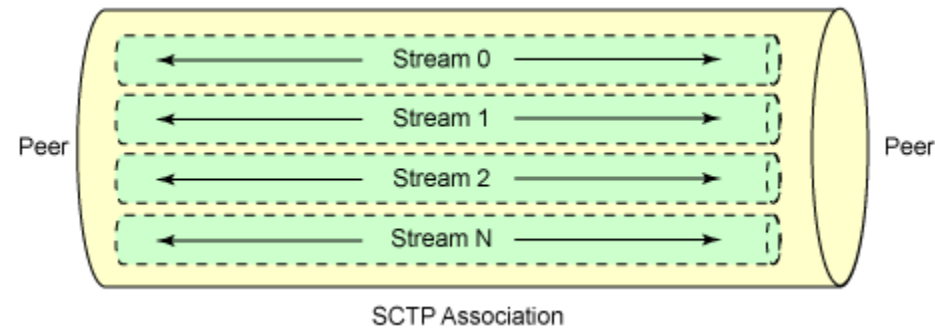 Stream 0
Stream 1
Peer
Peer
Stream 2
Stream N
SCTP Association